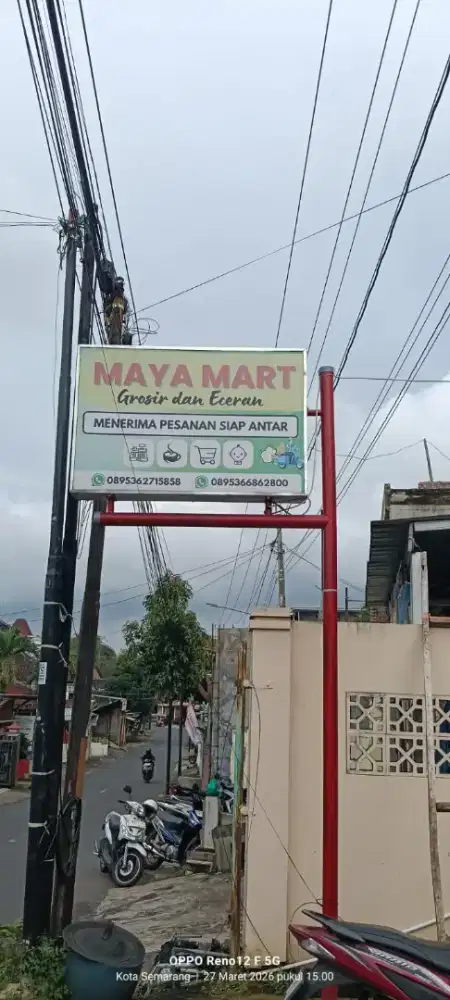 MAYA MART
Grosir dan Eceran
MENERIMA PESANAN SIAP ANTAR
0895362715858 0895366862800
OPPO Reno12 F 5G
Kota Semarang | 27 Maret 2026 pukul 15.00